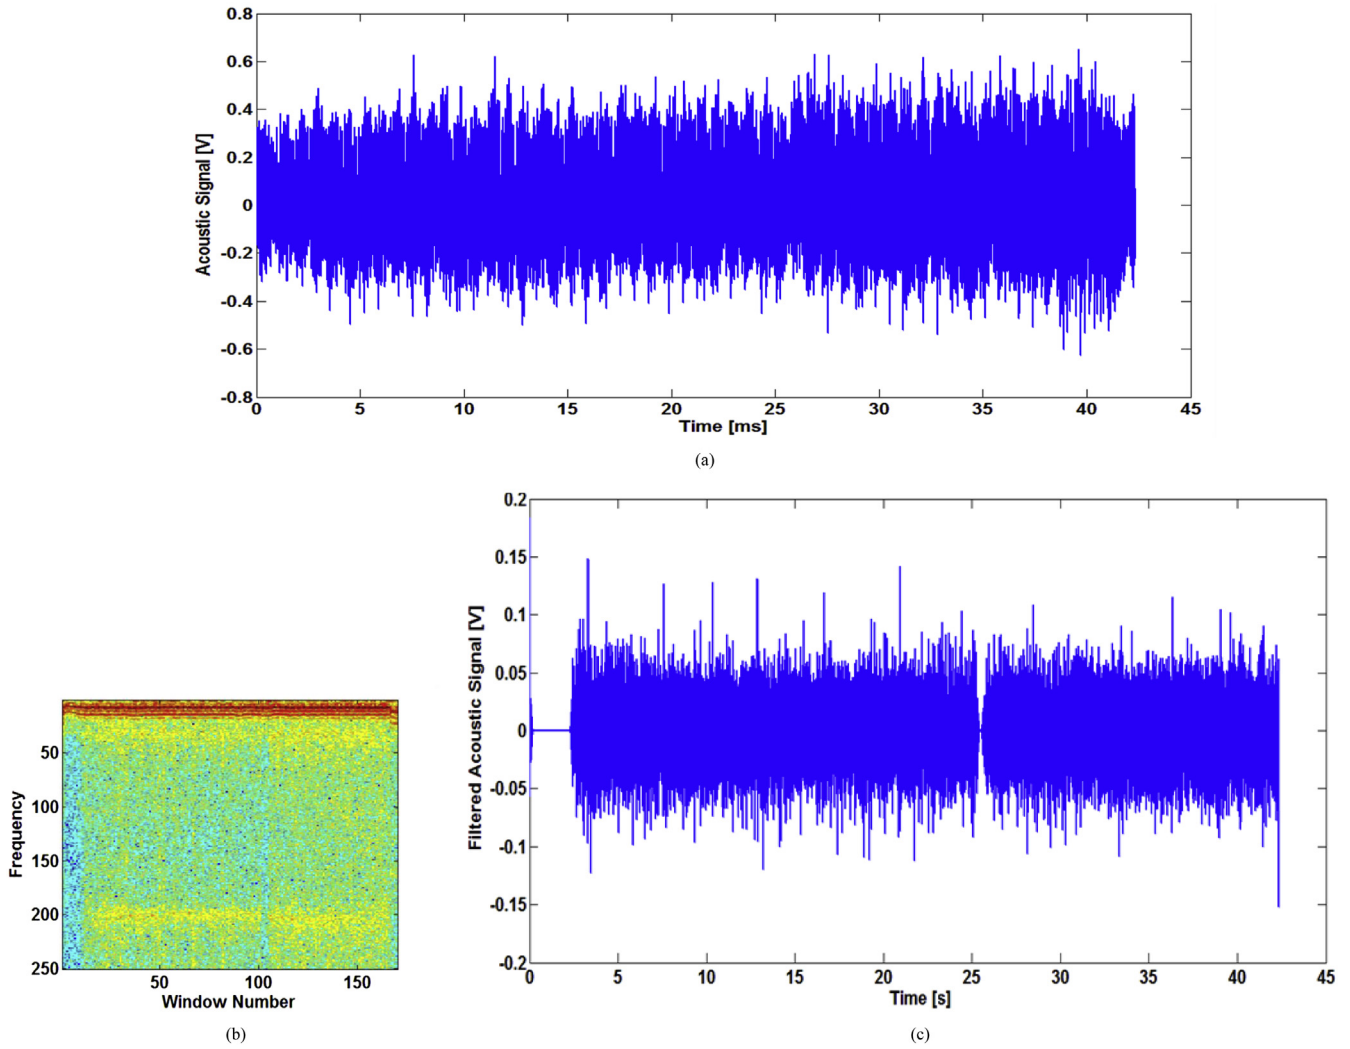 0.8
0.6
0.4
0.2
0
-0.2
-0.4
-0.6
-0.8
Acoustic Signal [V]
0 5 10 15 20 25 30 35 40 45
Time [ms]
(a)
50
100
150
200
250
Frequency
50 100 150
Window Number
(b)
0.2
0.15
0.1
0.05
0
-0.05
-0.1
-0.15
-0.2
Filtered Acoustic Signal [V]
0 5 10 15 20 25 30 35 40 45
Time [s]
(c)